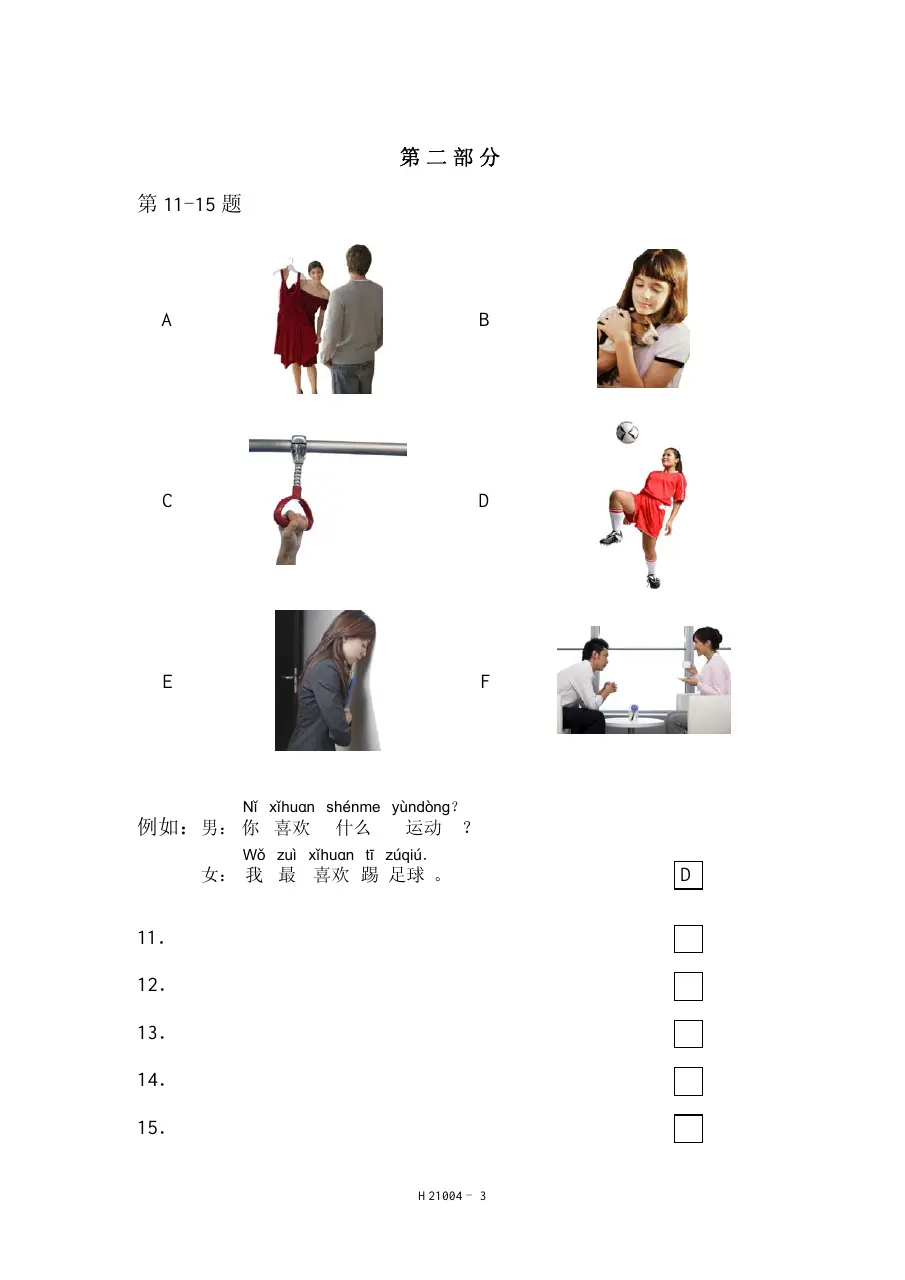 第二部分
第 11-15 题
A
B
C
D
E
F
Nǐ xǐhuan shénme yùndòng?
例如：男： 你 喜欢 什么 运动 ？
Wǒ zuì xǐhuan tī zúqiú.
女： 我 最 喜欢 踢 足球 。
D
11.
12.
13.
14.
15.
H21004 - 3